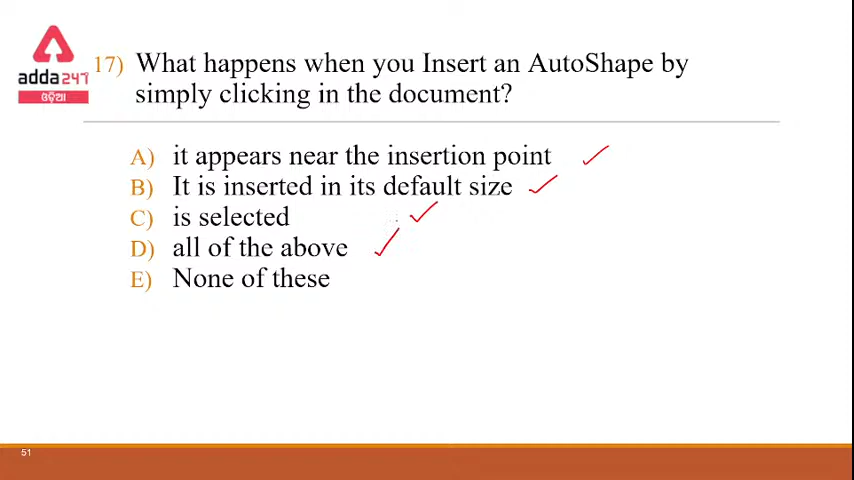 adda247
ଓଡ଼ିଆ
17) What happens when you Insert an AutoShape by
simply clicking in the document?
A) it appears near the insertion point
B) It is inserted in its default size
C) is selected
D) all of the above
E) None of these
51